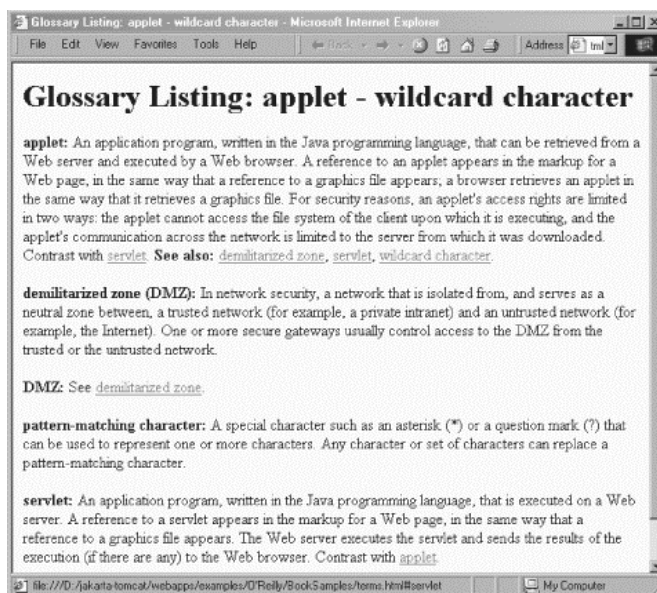 Glossary Listing: applet - wildcard character - Microsoft Internet Explorer
File Edit View Favorites Tools Help Back Address tml
Glossary Listing: applet - wildcard character
applet: An application program, written in the Java programming language, that can be retrieved from a
Web server and executed by a Web browser. A reference to an applet appears in the markup for a
Web page, in the same way that a reference to a graphics file appears; a browser retrieves an applet in
the same way that it retrieves a graphics file. For security reasons, an applet's access rights are limited
in two ways: the applet cannot access the file system of the client upon which it is executing, and the
applet's communication across the network is limited to the server from which it was downloaded.
Contrast with servlet. See also: demilitarized zone, servlet, wildcard character.
demilitarized zone (DMZ): In network security, a network that is isolated from, and serves as a
neutral zone between, a trusted network (for example, a private intranet) and an untrusted network (for
example, the Internet). One or more secure gateways usually control access to the DMZ from the
trusted or the untrusted network.
DMZ: See demilitarized zone.
pattern-matching character: A special character such as an asterisk (*) or a question mark (?) that
can be used to represent one or more characters. Any character or set of characters can replace a
pattern-matching character.
servlet: An application program, written in the Java programming language, that is executed on a Web
server. A reference to a servlet appears in the markup for a Web page, in the same way that a
reference to a graphics file appears. The Web server executes the servlet and sends the results of the
execution (if there are any) to the Web browser. Contrast with applet.
file:///D:/jakarta-tomcat/webapps/examples/O'Reilly/BookSamples/terms.html#servlet My Computer